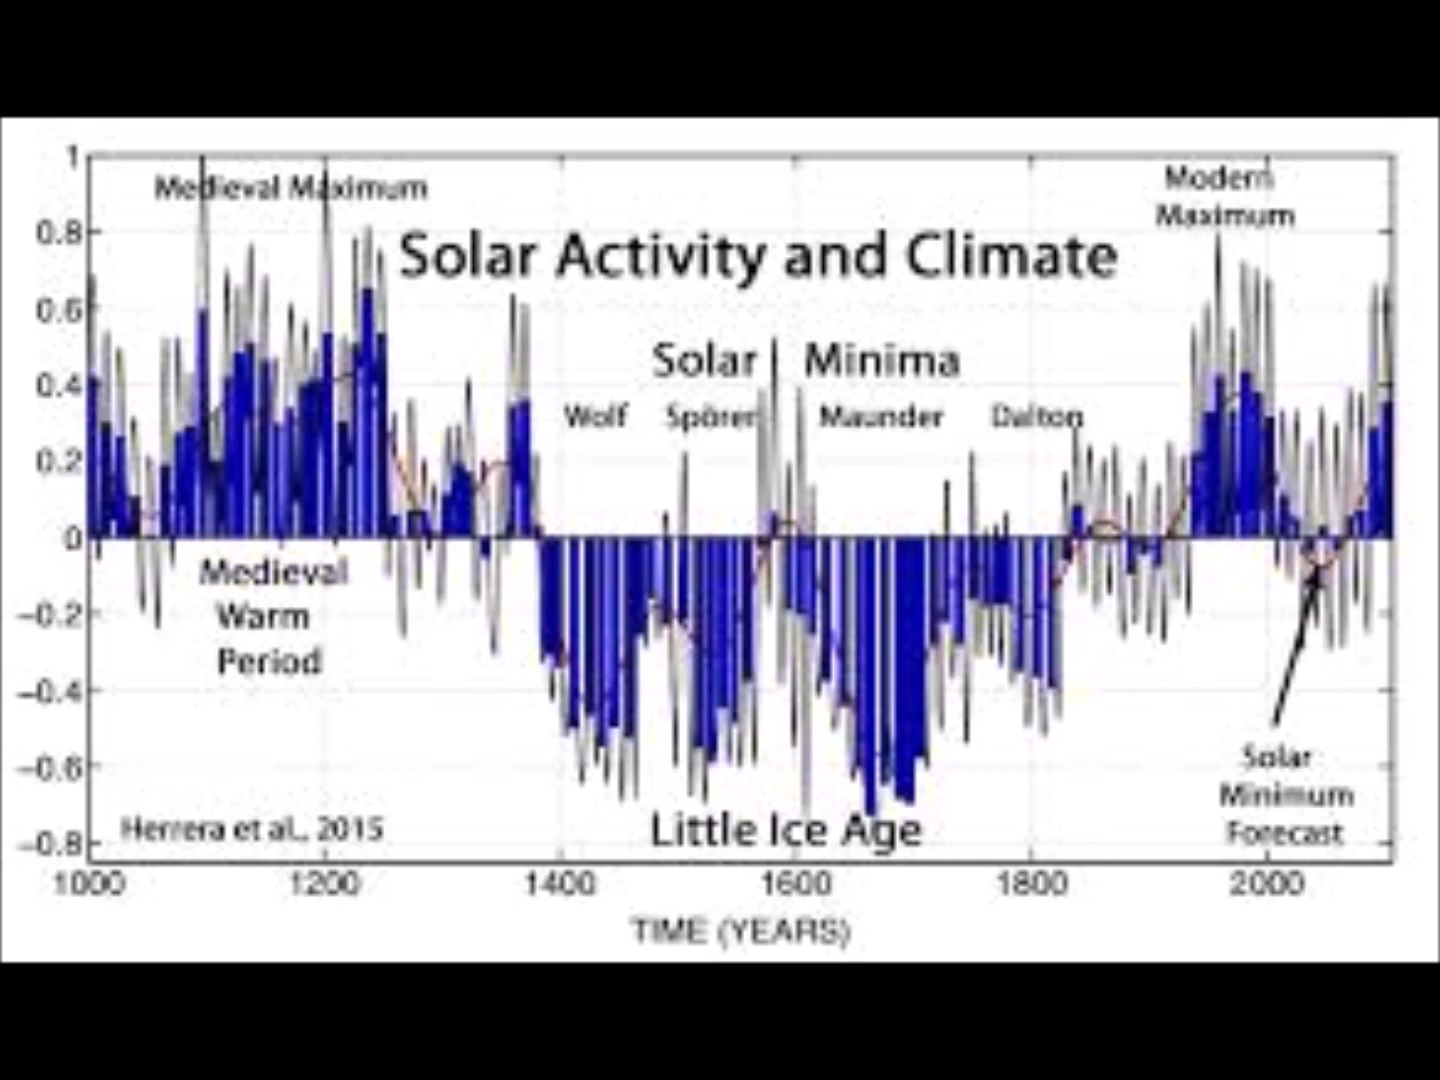 1
Medieval Maximum
Modern
Maximum
0.8
Solar Activity and Climate
0.6
Solar Minima
0.4
Wolf Spörer Maunder Dalton
0.2
0
Medieval
Warm
Period
−0.2
−0.4
−0.6
Solar
Minimum
Forecast
Herrera et al., 2015
Little Ice Age
−0.8
1000 1200 1400 1600 1800 2000
TIME (YEARS)